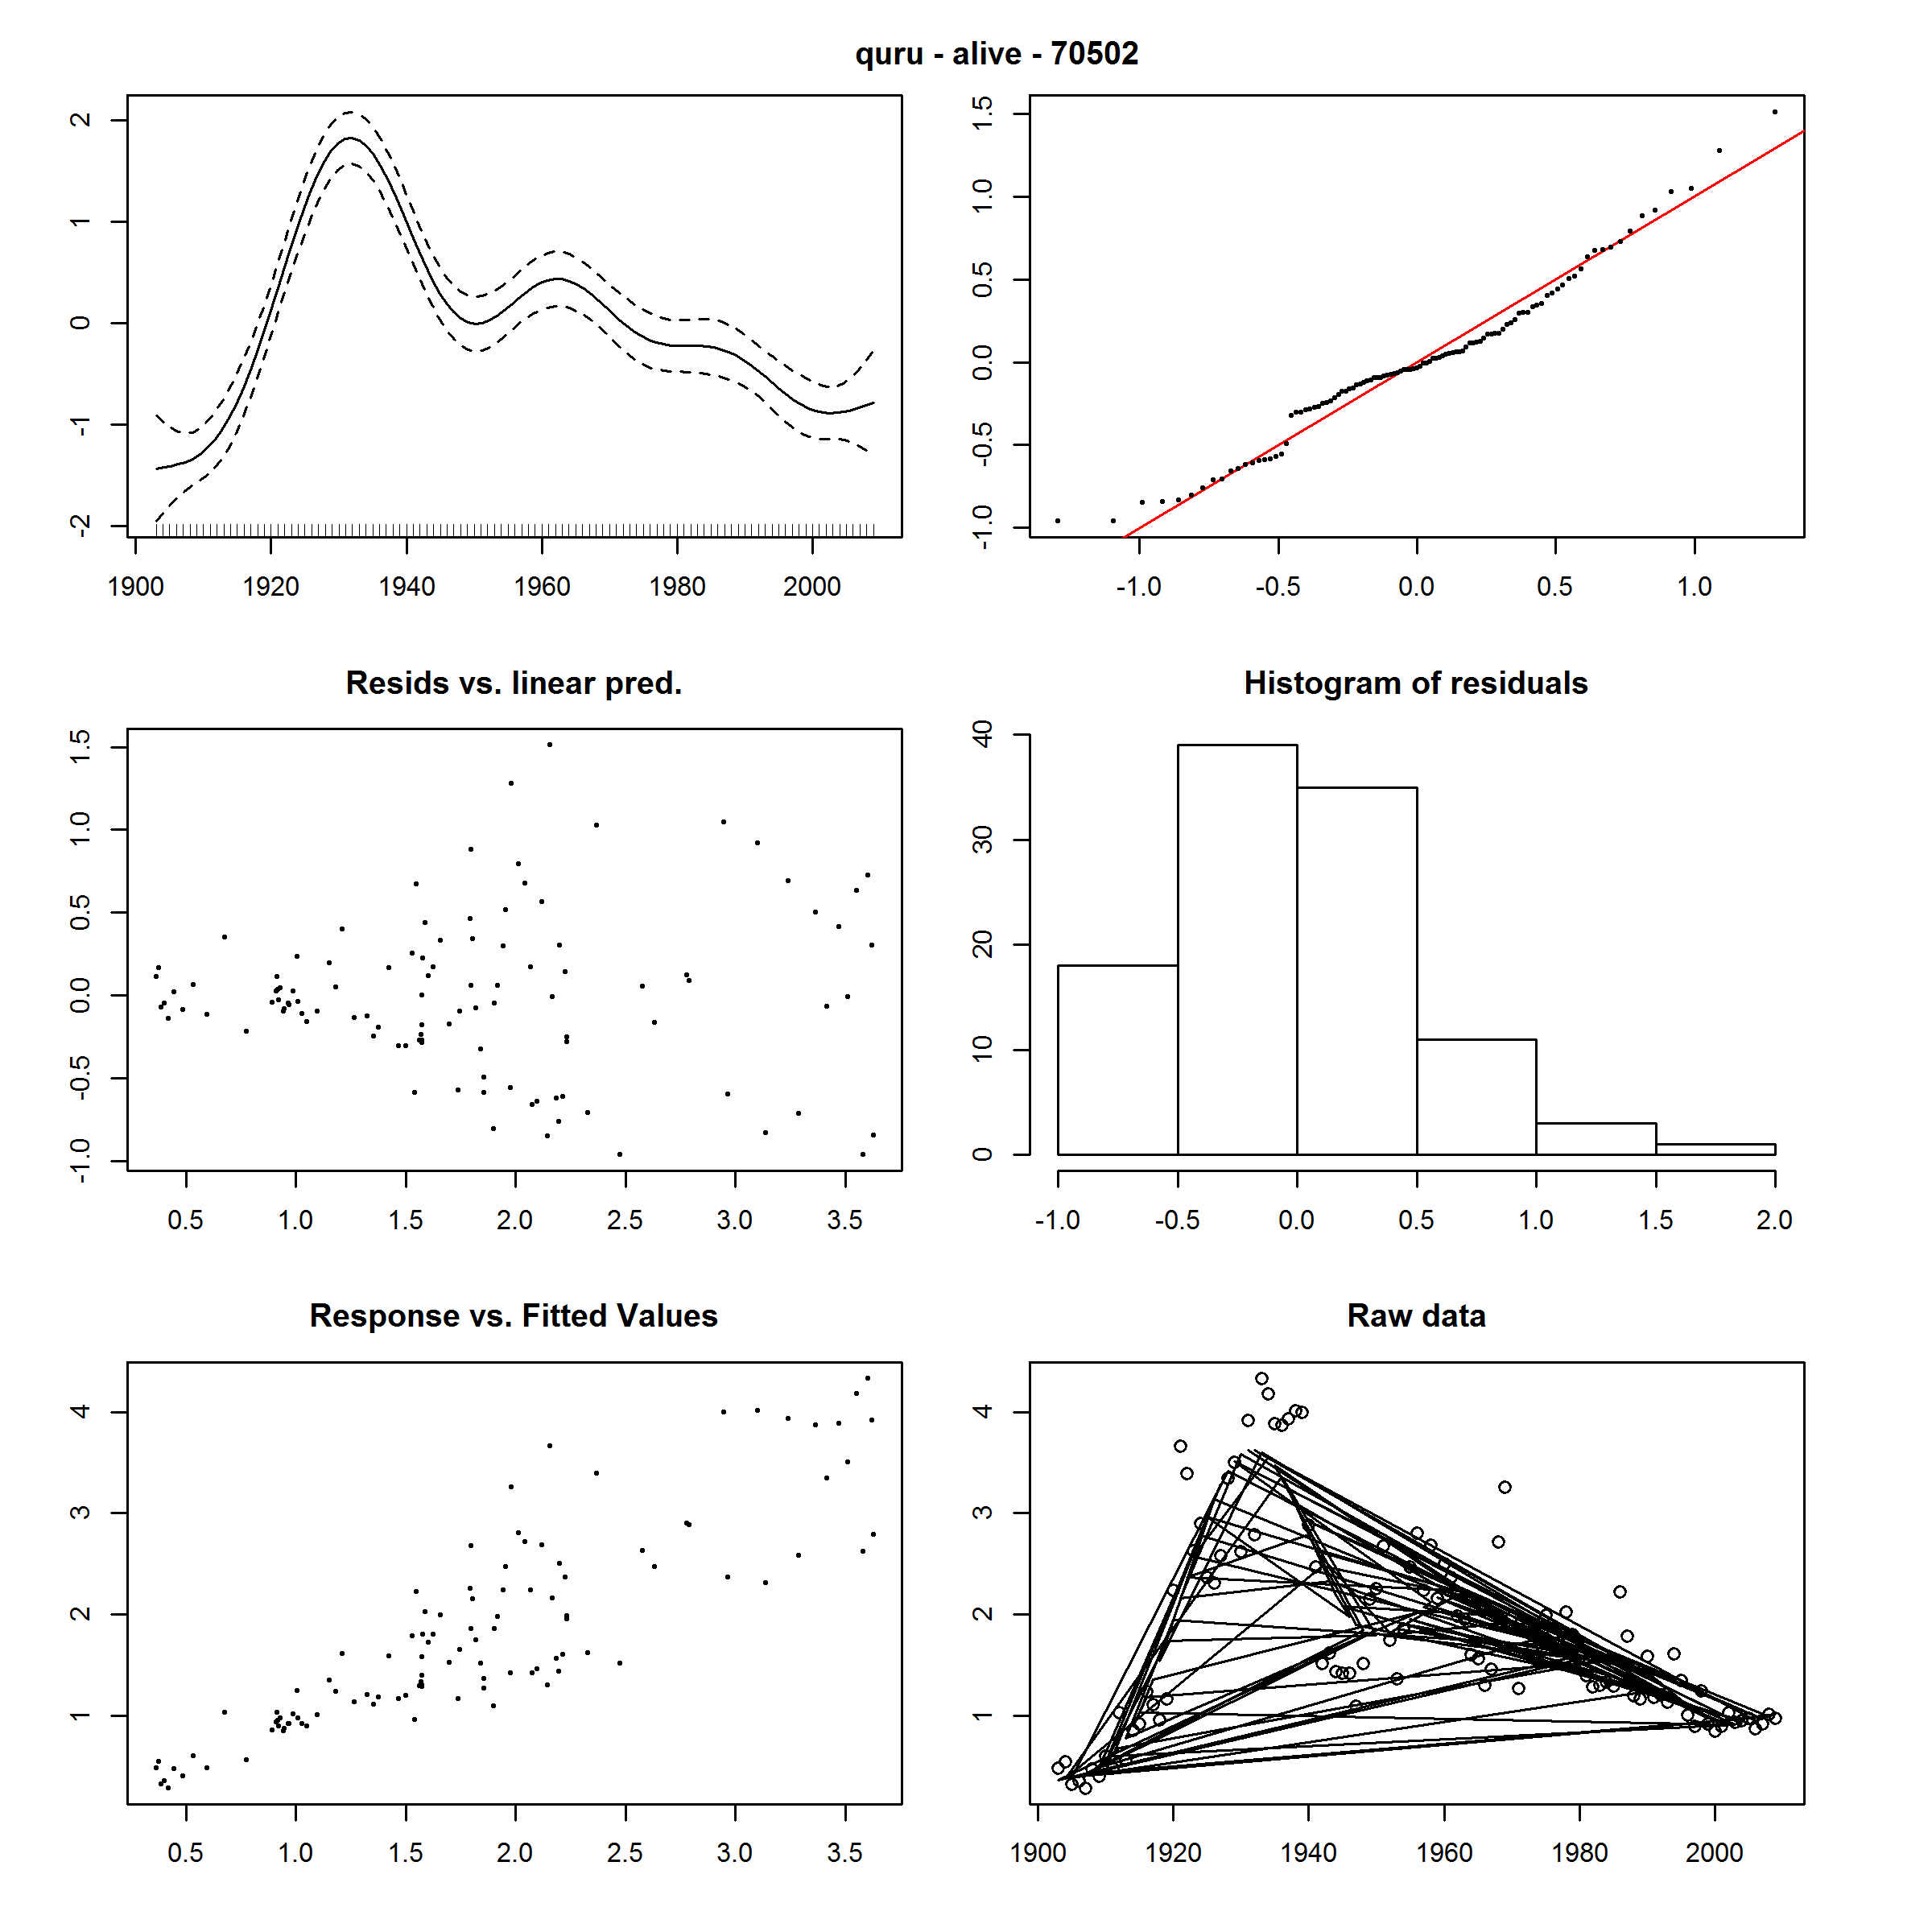 quru - alive - 70502
2
1
0
-1
-2
1900 1920 1940 1960 1980 2000
1.5
1.0
0.5
0.0
-0.5
-1.0
-1.0 -0.5 0.0 0.5 1.0
Resids vs. linear pred.
1.5
1.0
0.5
0.0
-0.5
-1.0
0.5 1.0 1.5 2.0 2.5 3.0 3.5
Histogram of residuals
40
30
20
10
0
-1.0 -0.5 0.0 0.5 1.0 1.5 2.0
Response vs. Fitted Values
4
3
2
1
0.5 1.0 1.5 2.0 2.5 3.0 3.5
Raw data
4
3
2
1
1900 1920 1940 1960 1980 2000